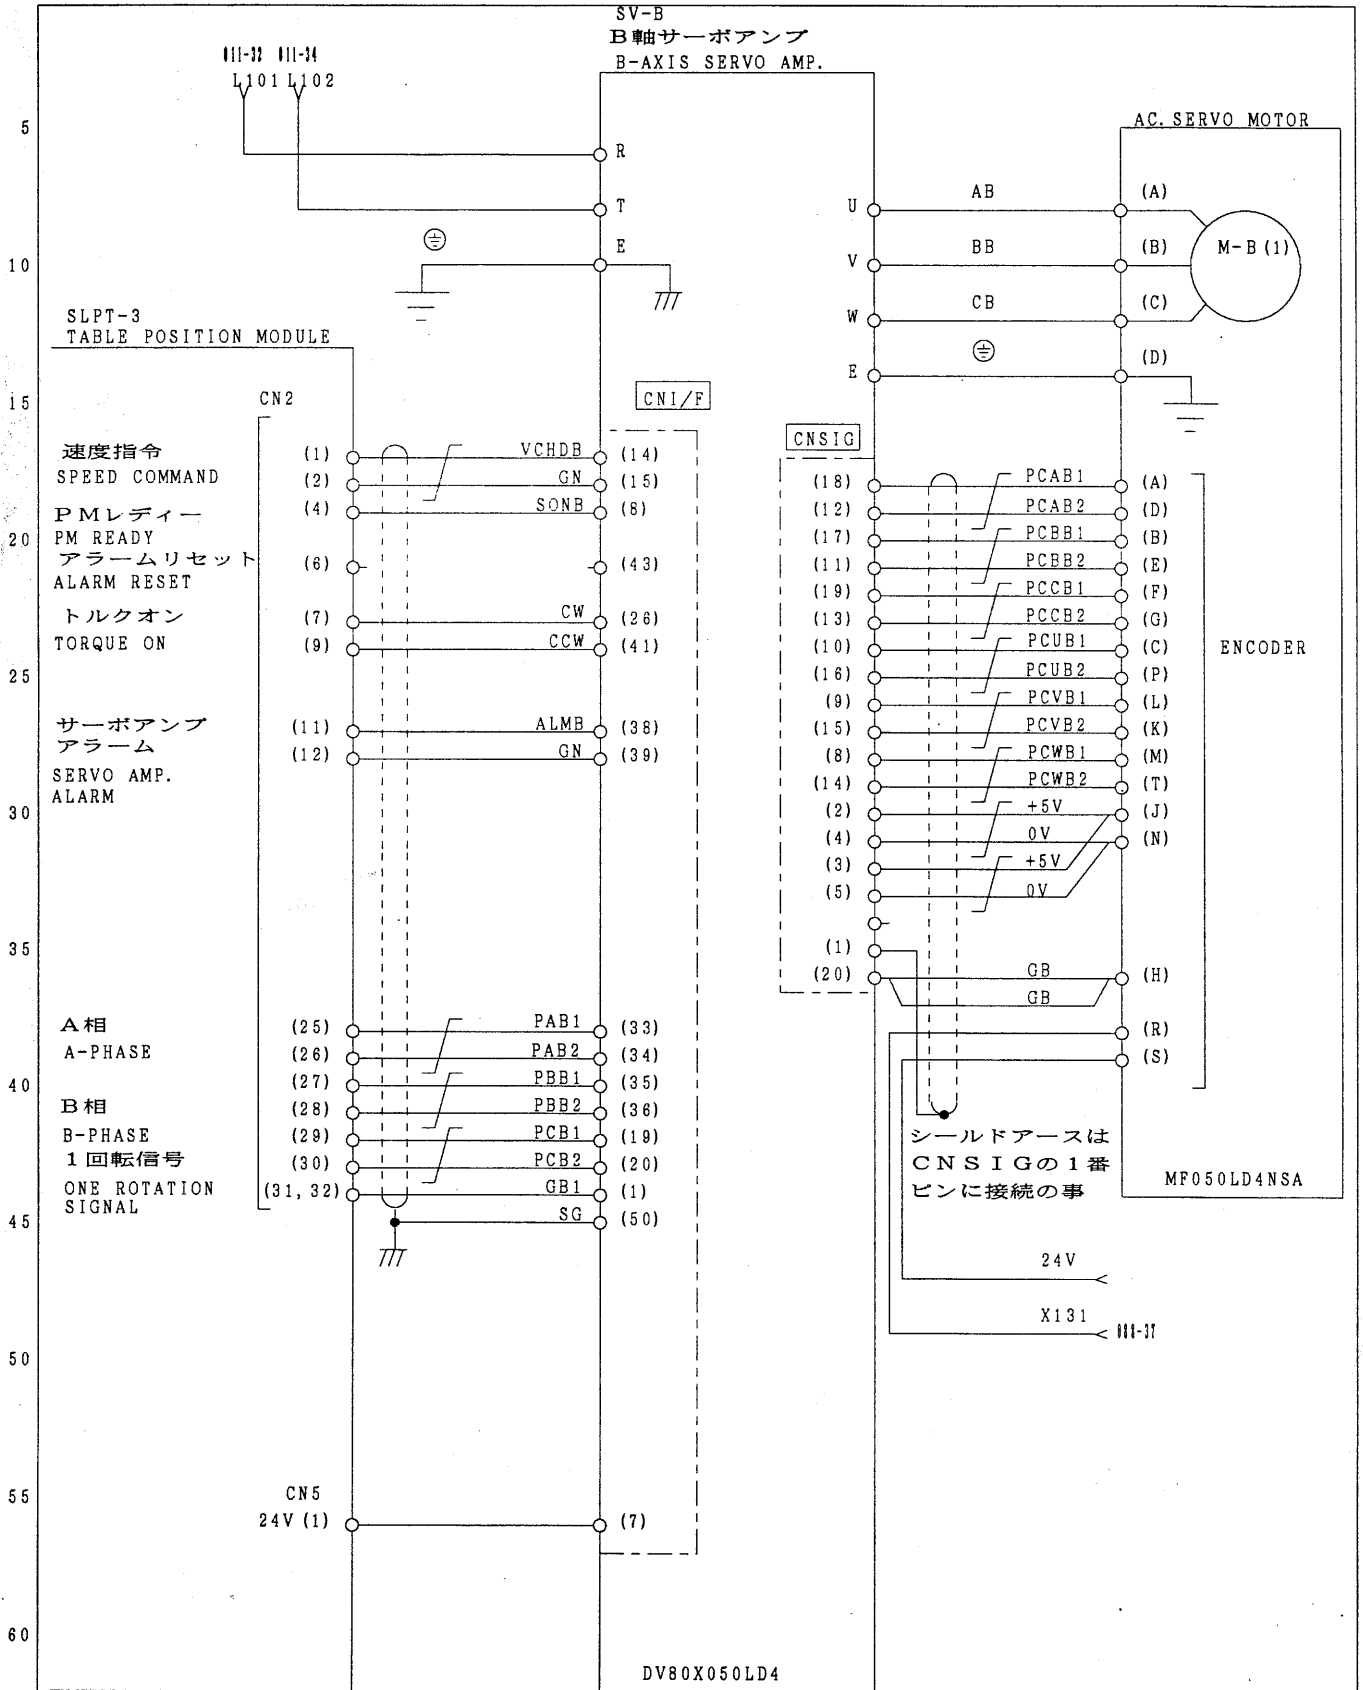 SV-B
B軸サーボアンプ
B-AXIS SERVO AMP.
011-32 011-34
L101 L102
AC. SERVO MOTOR
5
R
T
E
U
V
W
E
AB
BB
CB
(A)
(B)
(C)
(D)
M-B(1)
10
SLPT-3
TABLE POSITION MODULE
15
CN2
CNI/F
CNSIG
速度指令
SPEED COMMAND
(1) VCHDB (14)
(2) GN (15)
PMレディー
PM READY
(4) SONB (8)
20
アラームリセット
ALARM RESET
(6) (43)
トルクオン
TORQUE ON
(7) CW (26)
(9) CCW (41)
25
サーボアンプ
アラーム
SERVO AMP.
ALARM
(11) ALMB (38)
(12) GN (39)
30
35
A相
A-PHASE
(25) PAB1 (33)
(26) PAB2 (34)
40
(27) PBB1 (35)
B相
B-PHASE
(28) PBB2 (36)
(29) PCB1 (19)
1回転信号
ONE ROTATION
SIGNAL
(30) PCB2 (20)
(31,32) GB1 (1)
SG (50)
45
(18) PCAB1 (A)
(12) PCAB2 (D)
(17) PCBB1 (B)
(11) PCBB2 (E)
(19) PCCB1 (F)
(13) PCCB2 (G)
(10) PCUB1 (C)
(16) PCUB2 (P)
(9) PCVB1 (L)
(15) PCVB2 (K)
(8) PCWB1 (M)
(14) PCWB2 (T)
(2) +5V (J)
(4) 0V (N)
(3) +5V
(5) 0V
(1)
(20) GB (H)
GB
(R)
(S)
ENCODER
シールドアースは
CNSIGの1番
ピンに接続の事
MF050LD4NSA
24V
X131
50
55
CN5
24V (1) (7)
60
DV80X050LD4